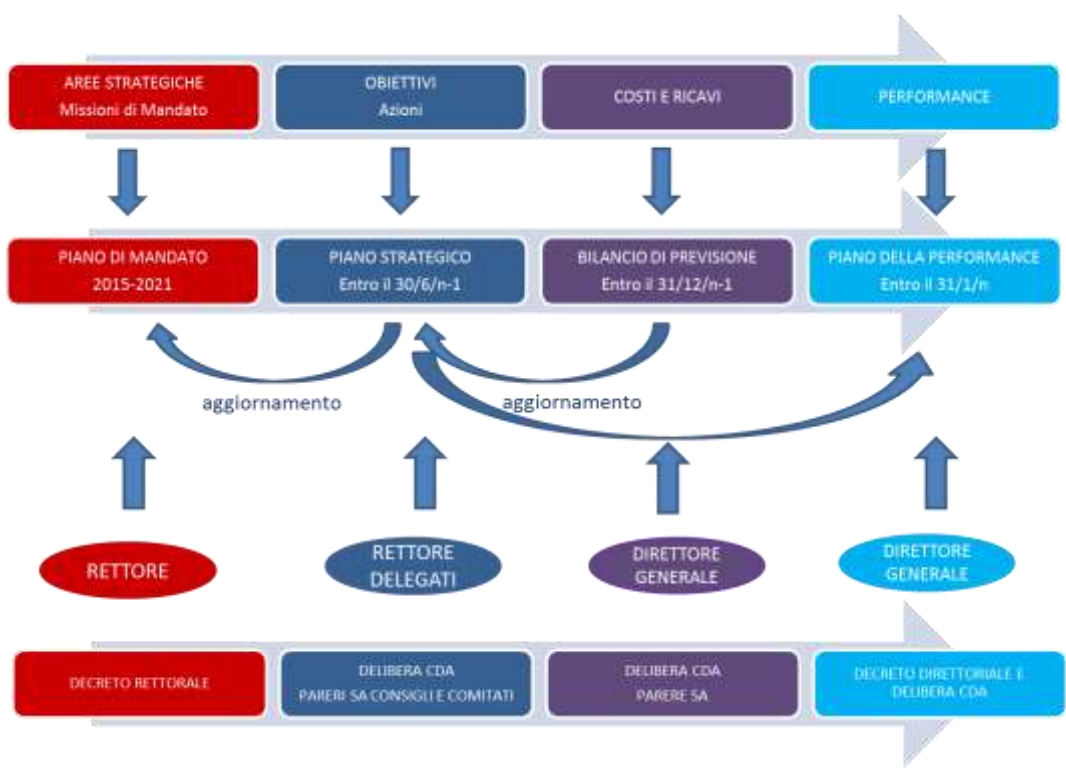 AREE STRATEGICHE
Missioni di Mandato
OBIETTIVI
Azioni
COSTI E RICAVI
PERFORMANCE
PIANO DI MANDATO
2015-2021
PIANO STRATEGICO
Entro il 30/6/n-1
BILANCIO DI PREVISIONE
Entro il 31/12/n-1
PIANO DELLA PERFORMANCE
Entro il 31/1/n
aggiornamento
aggiornamento
RETTORE
RETTORE
DELEGATI
DIRETTORE
GENERALE
DIRETTORE
GENERALE
DECRETO RETTORALE
DELIBERA CDA
PARERI SA CONSIGLI E COMITATI
DELIBERA CDA
PARERE SA
DECRETO DIRETTORIALE E
DELIBERA CDA